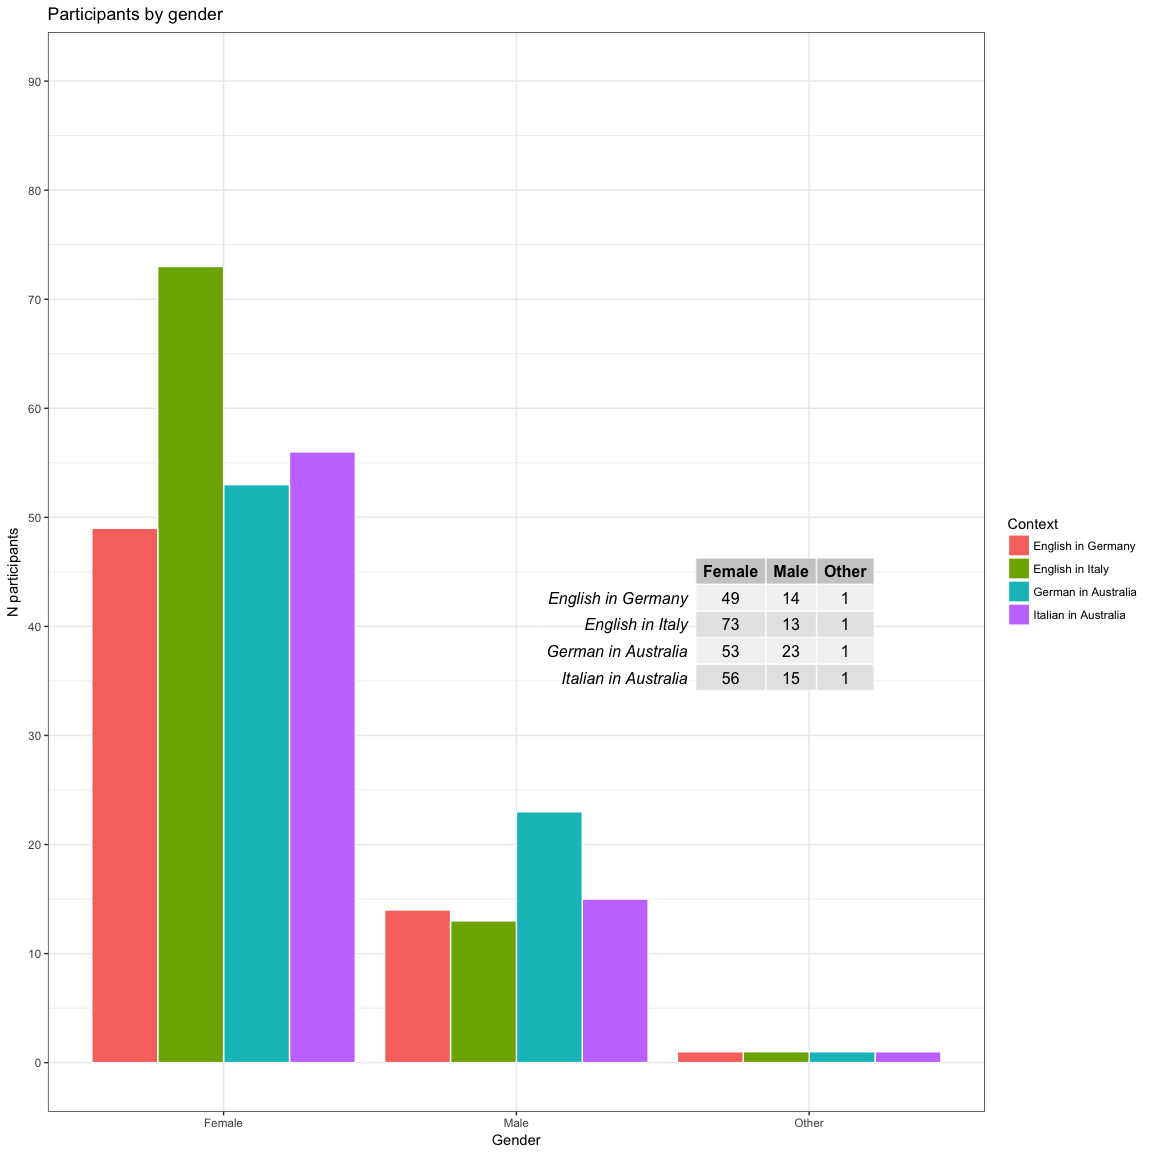 Participants by gender
90
80
70
60
50
40
30
20
10
0
N participants
Female Male Other
English in Germany 49 14 1
English in Italy 73 13 1
German in Australia 53 23 1
Italian in Australia 56 15 1
Female Male Other
Gender
Context
English in Germany
English in Italy
German in Australia
Italian in Australia